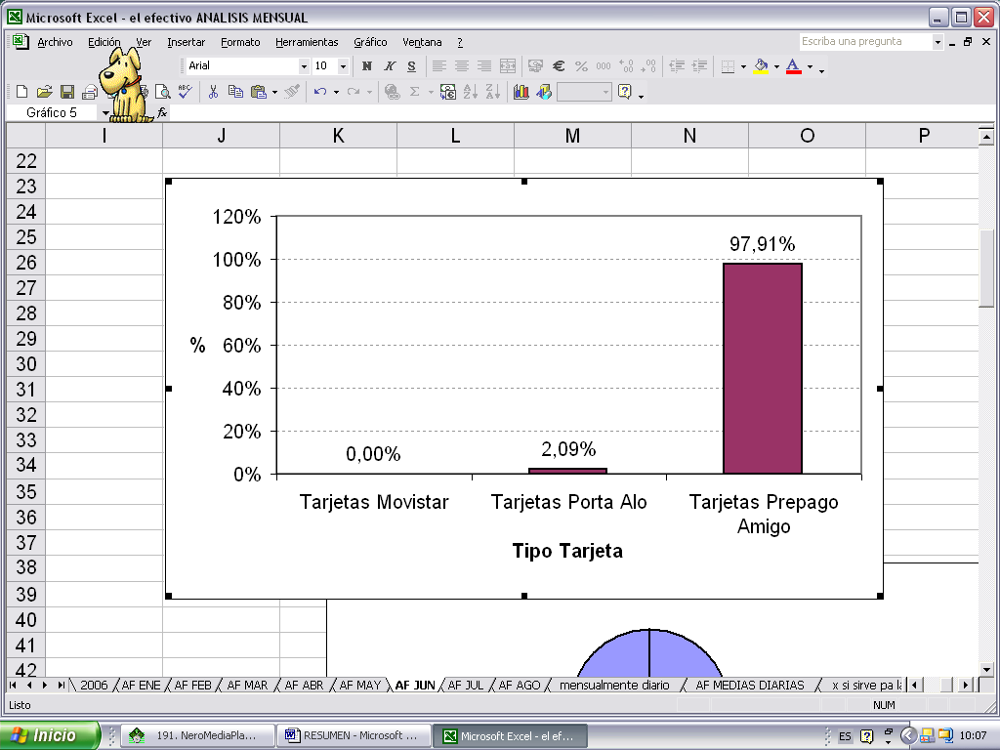 Microsoft Excel - el efectivo ANALISIS MENSUAL
Archivo Edición Ver Insertar Formato Herramientas Gráfico Ventana ? Escriba una pregunta
Arial 10 N K S € % 000
Gráfico 5 fx
I J K L M N O P
22
23
24
25
26
27
28
29
30
31
32
33
34
35
36
37
38
39
40
41
42
120%
100%
80%
60%
40%
20%
0%
%
0,00%
2,09%
97,91%
Tarjetas Movistar Tarjetas Porta Alo Tarjetas Prepago
Amigo
Tipo Tarjeta
2006 AF ENE AF FEB AF MAR AF ABR AF MAY AF JUN AF JUL AF AGO mensualmente diario AF MEDIAS DIARIAS x si sirve pa la
Listo NUM
Inicio 191. NeroMediaPla... RESUMEN - Microsoft ... Microsoft Excel - el ef... ES 10:07